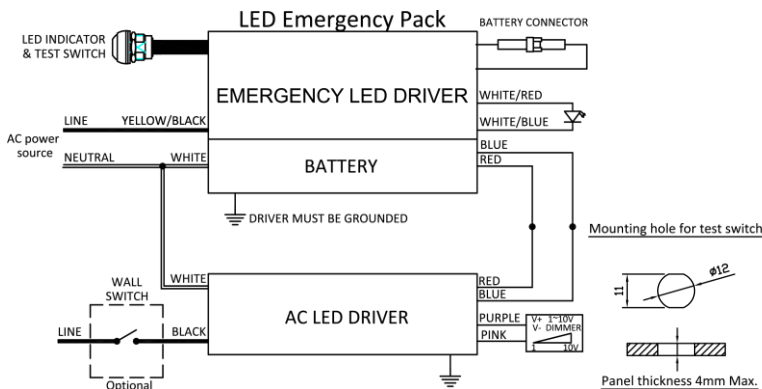 LED Emergency Pack
LED INDICATOR
& TEST SWITCH
BATTERY CONNECTOR
EMERGENCY LED DRIVER
WHITE/RED
WHITE/BLUE
LINE
YELLOW/BLACK
AC power
source
NEUTRAL
WHITE
BATTERY
BLUE
RED
DRIVER MUST BE GROUNDED
Mounting hole for test switch
WALL
SWITCH
WHITE
RED
BLUE
AC LED DRIVER
11
ø12
LINE
BLACK
PURPLE
PINK
V+ 1~10V
V- DIMMER
1 10V
Optional
Panel thickness 4mm Max.